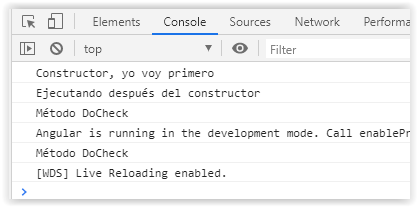 Elements Console Sources Network Performa
top Filter
Constructor, yo voy primero
Ejecutando después del constructor
Método DoCheck
Angular is running in the development mode. Call enablePr
Método DoCheck
[WDS] Live Reloading enabled.